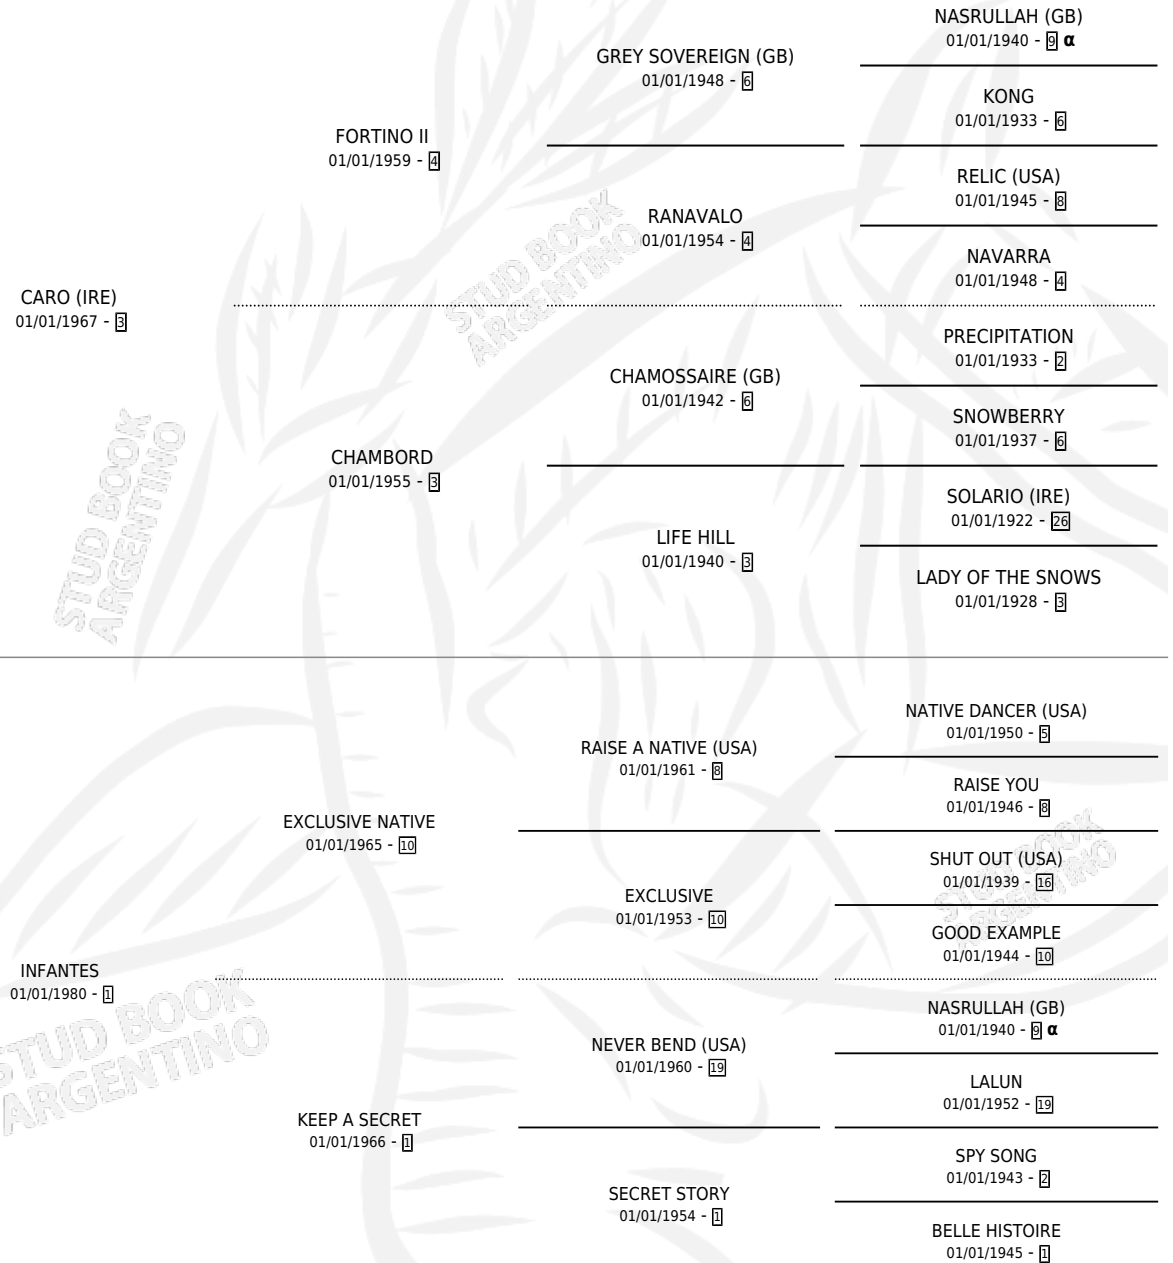 NASRULLAH (GB)
01/01/1940 - 9 α
GREY SOVEREIGN (GB)
01/01/1948 - 6
KONG
01/01/1933 - 6
FORTINO II
01/01/1959 - 4
RELIC (USA)
01/01/1945 - 8
RANAVALO
01/01/1954 - 4
NAVARRA
01/01/1948 - 4
CARO (IRE)
01/01/1967 - 3
PRECIPITATION
01/01/1933 - 2
CHAMOSSAIRE (GB)
01/01/1942 - 6
SNOWBERRY
01/01/1937 - 6
CHAMBORD
01/01/1955 - 3
SOLARIO (IRE)
01/01/1922 - 26
LIFE HILL
01/01/1940 - 3
LADY OF THE SNOWS
01/01/1928 - 3
NATIVE DANCER (USA)
01/01/1950 - 5
RAISE A NATIVE (USA)
01/01/1961 - 8
RAISE YOU
01/01/1946 - 8
EXCLUSIVE NATIVE
01/01/1965 - 10
SHUT OUT (USA)
01/01/1939 - 16
EXCLUSIVE
01/01/1953 - 10
GOOD EXAMPLE
01/01/1944 - 10
INFANTES
01/01/1980 - 1
NASRULLAH (GB)
01/01/1940 - 9 α
NEVER BEND (USA)
01/01/1960 - 19
LALUN
01/01/1952 - 19
KEEP A SECRET
01/01/1966 - 1
SPY SONG
01/01/1943 - 2
SECRET STORY
01/01/1954 - 1
BELLE HISTOIRE
01/01/1945 - 1
STUD BOOK
ARGENTINO
STUD BOOK
ARGENTINO
STUD BOOK
ARGENTINO
STUD BOOK
ARGENTINO